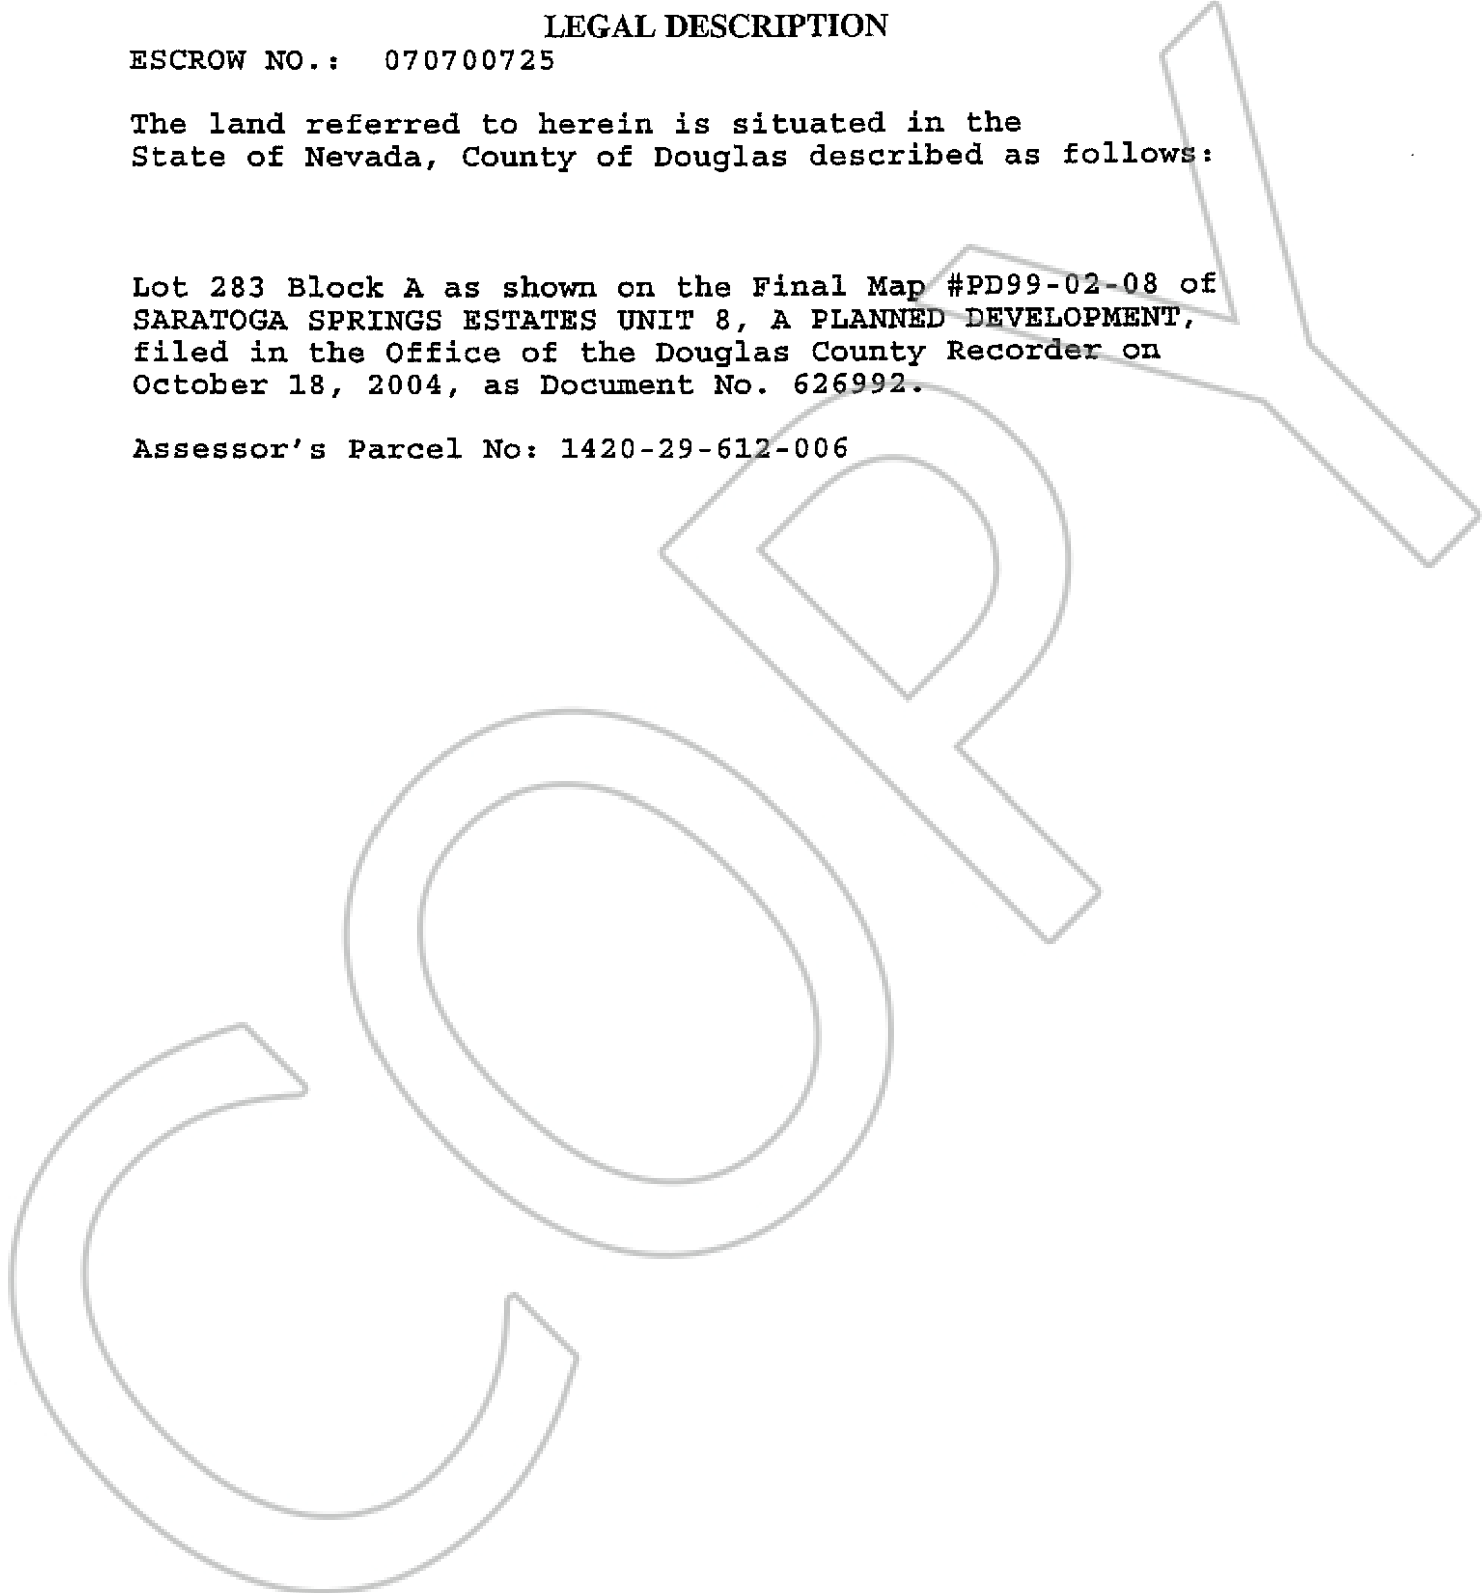 LEGAL DESCRIPTION
ESCROW NO.: 070700725
The land referred to herein is situated in the
State of Nevada, County of Douglas described as follows:
Lot 283 Block A as shown on the Final Map #PD99-02-08 of
SARATOGA SPRINGS ESTATES UNIT 8, A PLANNED DEVELOPMENT,
filed in the Office of the Douglas County Recorder on
October 18, 2004, as Document No. 626992.
Assessor's Parcel No: 1420-29-612-006
COPY